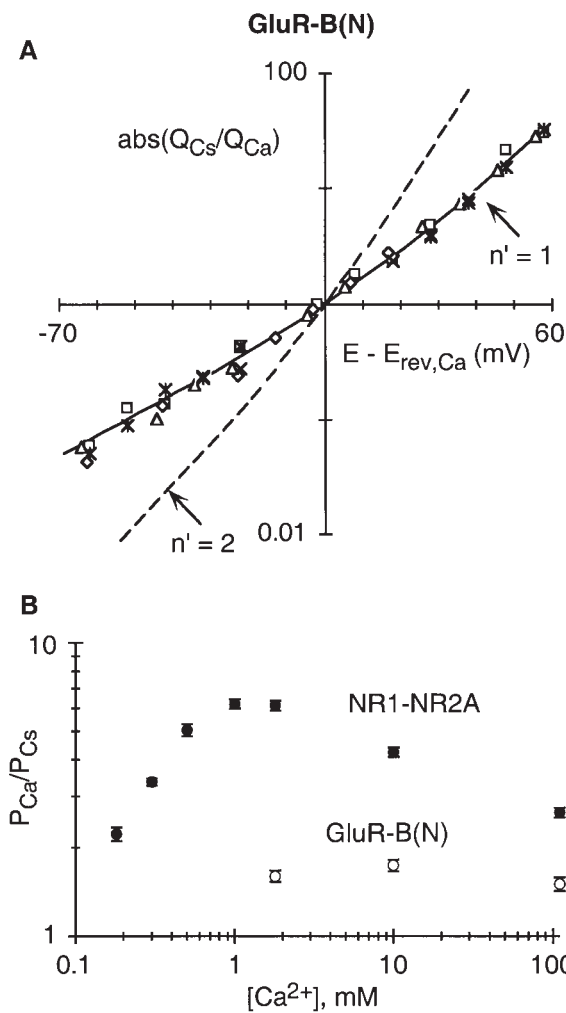 GluR-B(N)
A
100
abs(Q_Cs/Q_Ca)
n' = 1
-70
60
E - E_rev,Ca (mV)
n' = 2
0.01
B
10
NR1-NR2A
P_Ca/P_Cs
GluR-B(N)
1
0.1
1
10
100
[Ca²⁺], mM